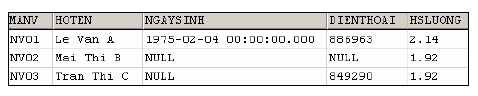 MANV HOTEN NGAYSINH DIENTHOAI HSLUONG
NV01 Le Van A 1975-02-04 00:00:00.000 886963 2.14
NV02 Mai Thi B NULL NULL 1.92
NV03 Tran Thi C NULL 849290 1.92